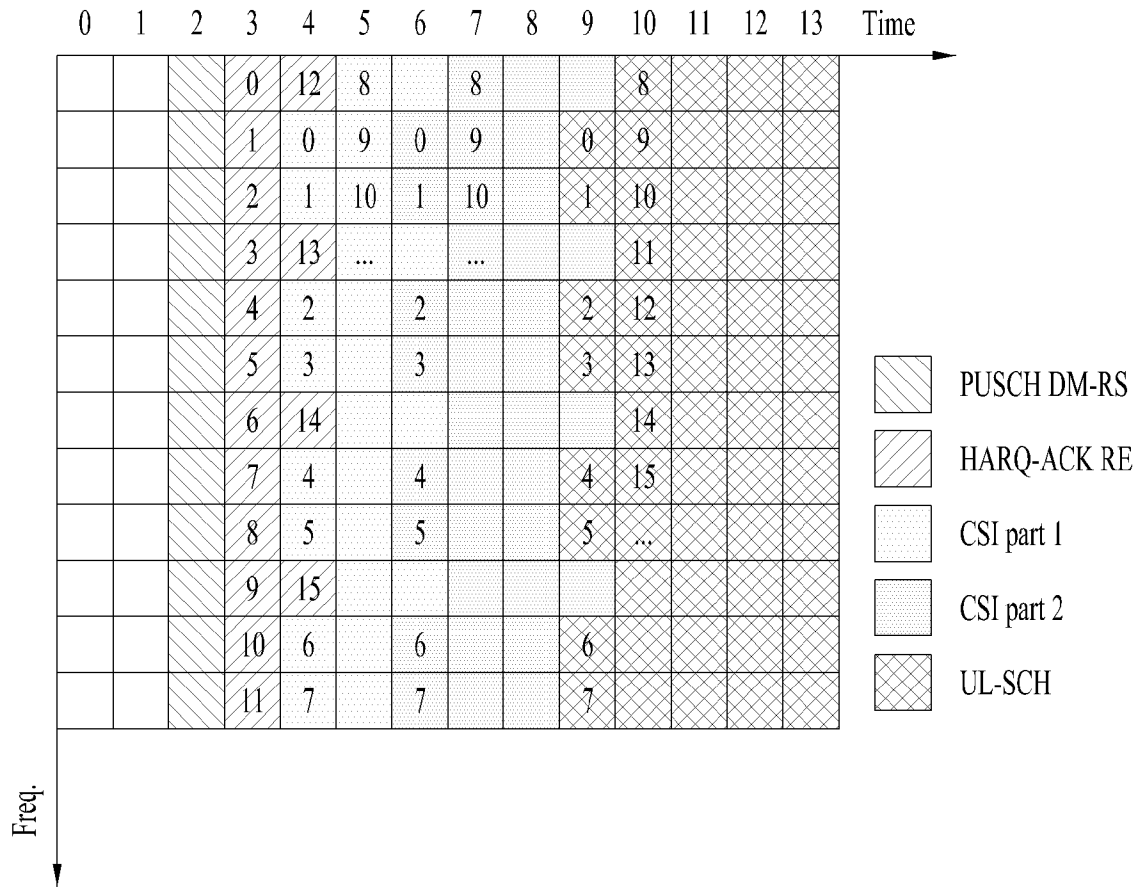 0 1 2 3 4 5 6 7 8 9 10 11 12 13 Time
0 12 8 8 8
1 0 9 0 9 0 9
2 1 10 1 10 1 10
3 13 ... ... 11
4 2 2 2 12
5 3 3 3 13
6 14 14
7 4 4 4 15
8 5 5 5 ...
9 15
10 6 6 6
11 7 7 7
PUSCH DM-RS
HARQ-ACK RE
CSI part 1
CSI part 2
UL-SCH
Freq.